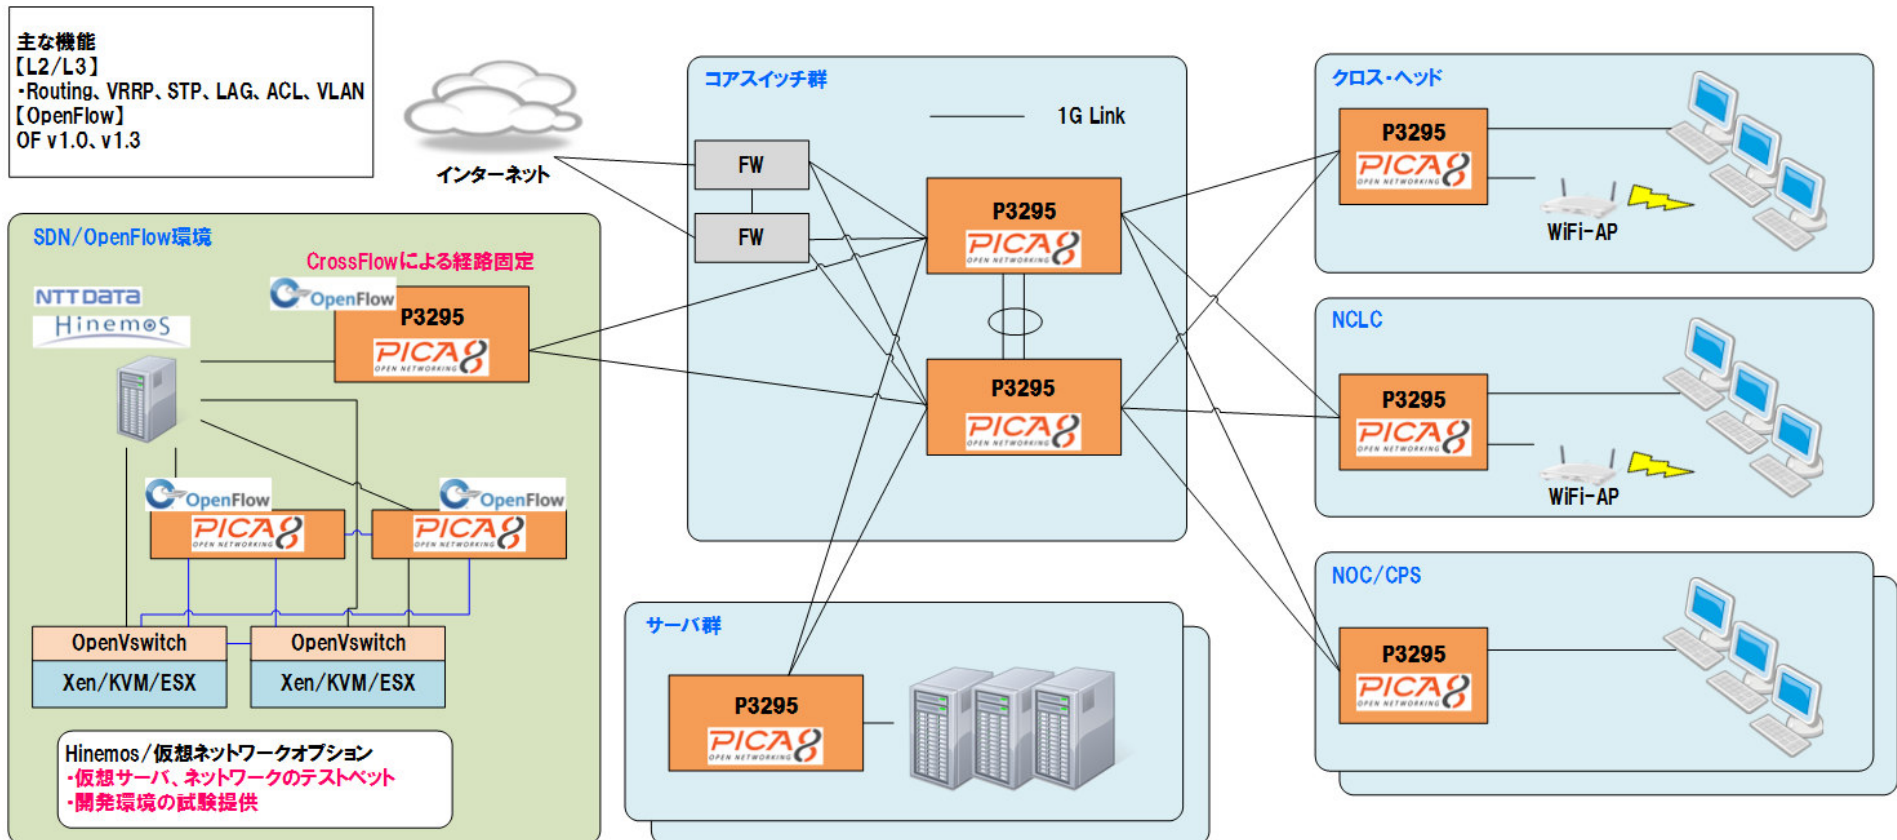 主な機能
【L2/L3】
・Routing、VRRP、STP、LAG、ACL、VLAN
【OpenFlow】
OF v1.0、v1.3
インターネット
コアスイッチ群
1G Link
FW
FW
P3295
PICA8
OPEN NETWORKING
P3295
PICA8
OPEN NETWORKING
クロス・ヘッド
P3295
PICA8
OPEN NETWORKING
WiFi-AP
NCLC
P3295
PICA8
OPEN NETWORKING
WiFi-AP
NOC/CPS
P3295
PICA8
OPEN NETWORKING
サーバ群
P3295
PICA8
OPEN NETWORKING
SDN/OpenFlow環境
CrossFlowによる経路固定
NTT DATA
Hinemos
OpenFlow
P3295
PICA8
OPEN NETWORKING
OpenFlow
PICA8
OPEN NETWORKING
OpenFlow
PICA8
OPEN NETWORKING
OpenVswitch
Xen/KVM/ESX
OpenVswitch
Xen/KVM/ESX
Hinemos/仮想ネットワークオプション
・仮想サーバ、ネットワークのテストベット
・開発環境の試験提供